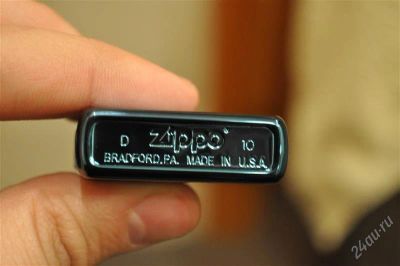 D Zippo® 10
BRADFORD, PA. MADE IN U.S.A.
24au.ru